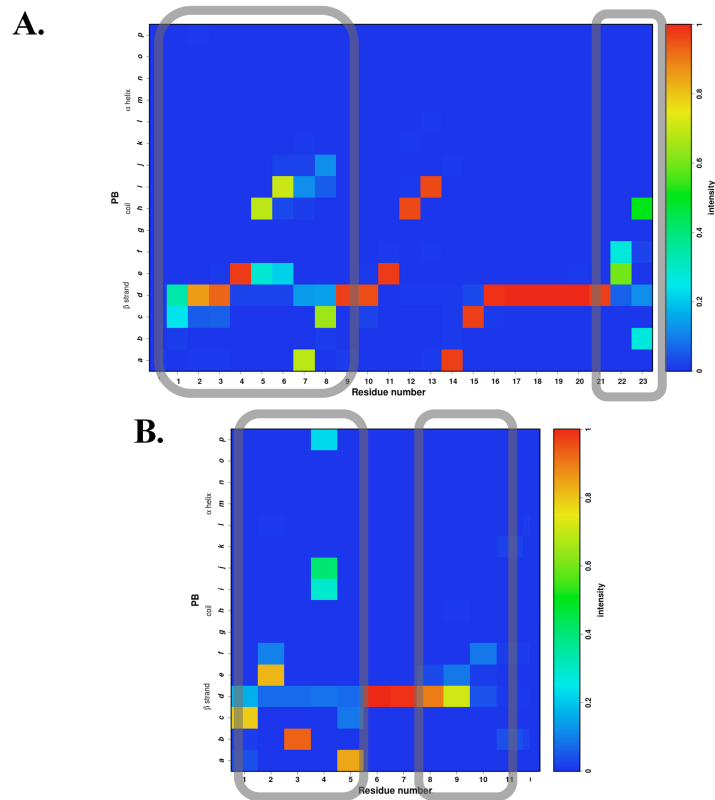 A.
p
o
n
m
l
k
j
i
h
g
f
e
d
c
b
a
PB
α helix
coil
β strand
1 2 3 4 5 6 7 8 9 10 11 12 13 14 15 16 17 18 19 20 21 22 23
Residue number
1
0.8
0.6
0.4
0.2
0
intensity
B.
p
o
n
m
l
k
j
i
h
g
f
e
d
c
b
a
PB
α helix
coil
β strand
1 2 3 4 5 6 7 8 9 10 11
Residue number
1
0.8
0.6
0.4
0.2
0
intensity